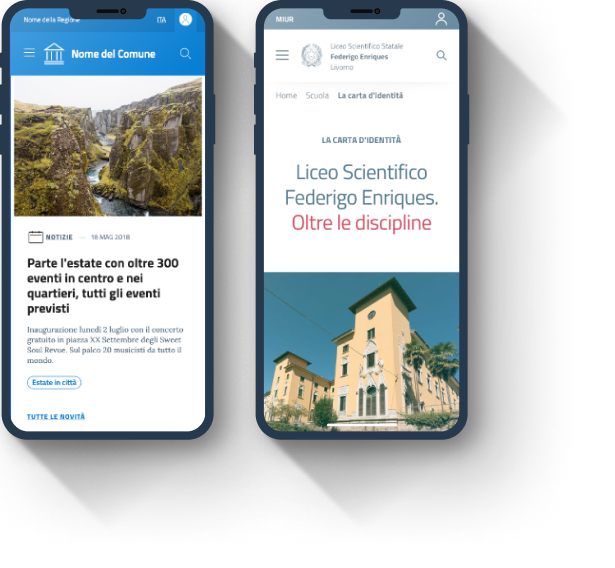 Nome della Regione
ITA
Nome del Comune
NOTIZIE — 18 MAG 2018
Parte l'estate con oltre 300
eventi in centro e nei
quartieri, tutti gli eventi
previsti
Inaugurazione lunedì 2 luglio con il concerto
gratuito in piazza XX Settembre degli Sweet
Soul Revue. Sul palco 20 musicisti da tutto il
mondo.
Estate in città
TUTTE LE NOVITÀ
MIUR
Liceo Scientifico Statale
Federigo Enriques
Livorno
Home Scuola La carta d'identità
LA CARTA D'IDENTITÀ
Liceo Scientifico
Federigo Enriques.
Oltre le discipline